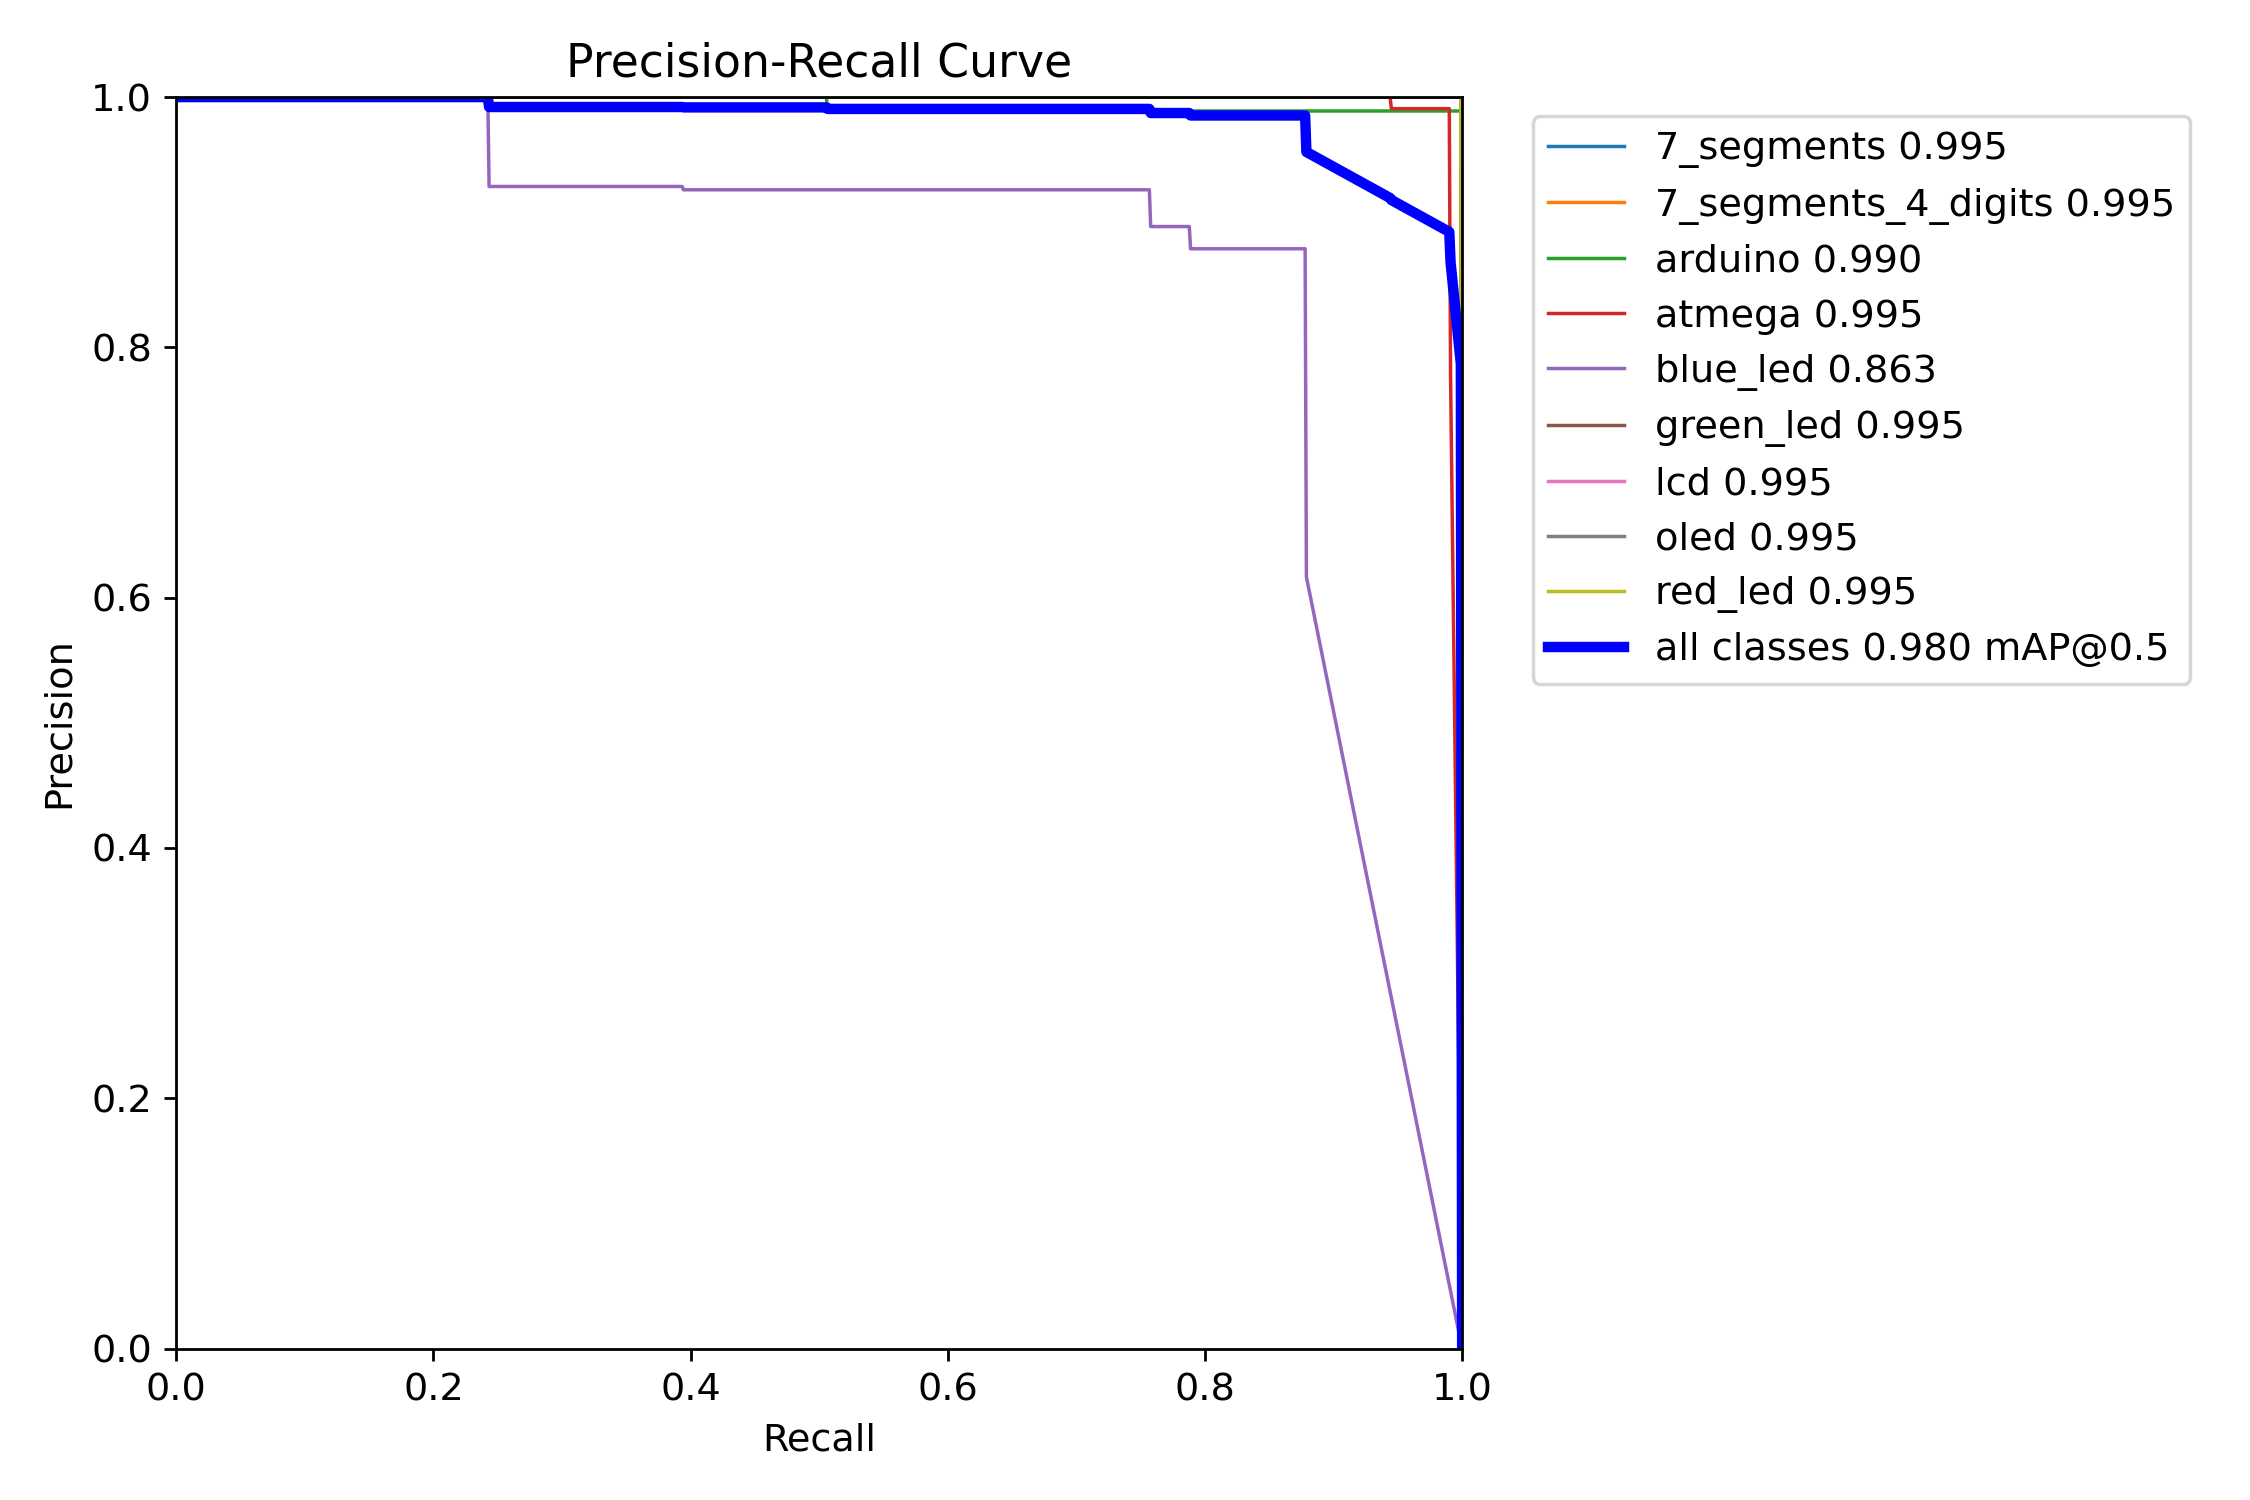 Precision-Recall Curve
1.0
0.8
0.6
0.4
0.2
0.0
Precision
0.0 0.2 0.4 0.6 0.8 1.0
Recall
7_segments 0.995
7_segments_4_digits 0.995
arduino 0.990
atmega 0.995
blue_led 0.863
green_led 0.995
lcd 0.995
oled 0.995
red_led 0.995
all classes 0.980 mAP@0.5